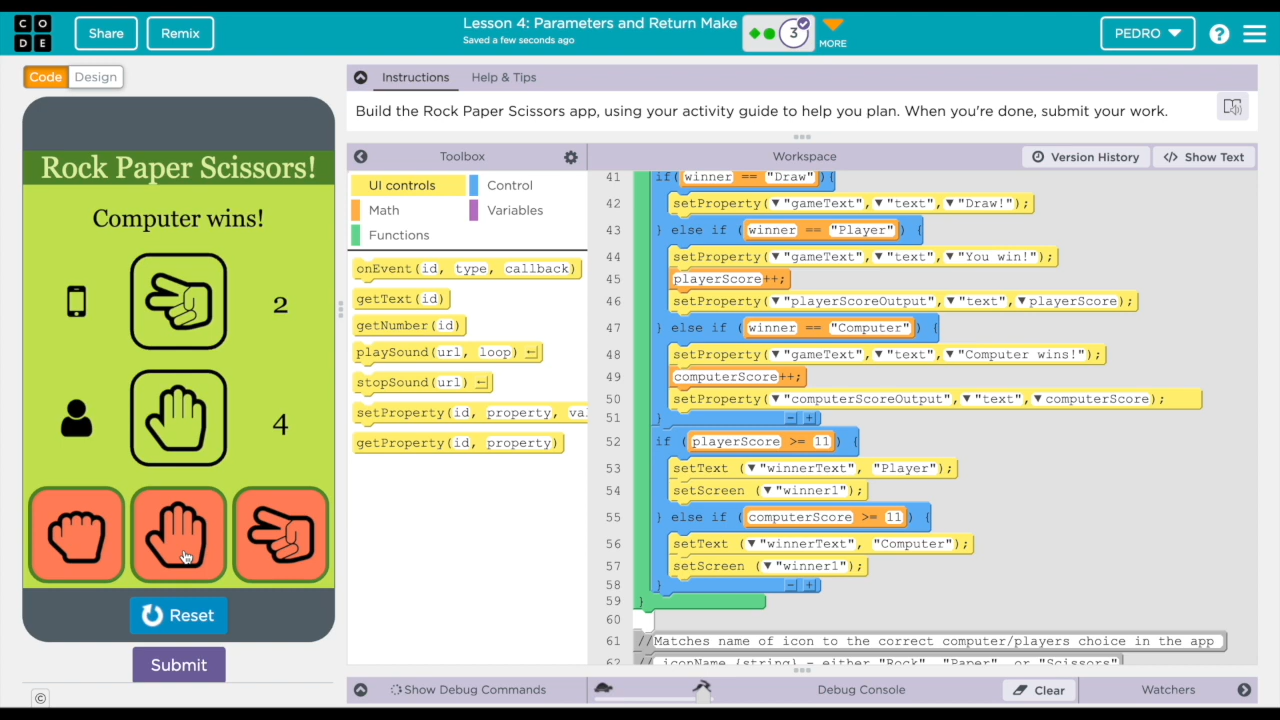 C O
D E
Share
Remix
Lesson 4: Parameters and Return Make
Saved a few seconds ago
3
MORE
PEDRO
?
Code
Design
Instructions
Help & Tips
Build the Rock Paper Scissors app, using your activity guide to help you plan. When you're done, submit your work.
Rock Paper Scissors!
Computer wins!
2
4
Reset
Submit
©
Toolbox
UI controls
Control
Math
Variables
Functions
onEvent(id, type, callback)
getText(id)
getNumber(id)
playSound(url, loop)
stopSound(url)
setProperty(id, property, val
getProperty(id, property)
Workspace
Version History
</> Show Text
41 if( winner == "Draw" ){
42 setProperty( "gameText", "text", "Draw!");
43 } else if ( winner == "Player" ) {
44 setProperty( "gameText", "text", "You win!");
45 playerScore++;
46 setProperty( "playerScoreOutput", "text", playerScore);
47 } else if ( winner == "Computer" ) {
48 setProperty( "gameText", "text", "Computer wins!");
49 computerScore++;
50 setProperty( "computerScoreOutput", "text", computerScore);
51 } - +
52 if ( playerScore >= 11 ) {
53 setText ( "winnerText", "Player");
54 setScreen ( "winner1");
55 } else if ( computerScore >= 11 ) {
56 setText ( "winnerText", "Computer");
57 setScreen ( "winner1");
58 } - +
59 }
60
61 //Matches name of icon to the correct computer/players choice in the app
62 // iconName {string} - either "Rock", "Paper", or "Scissors"
Show Debug Commands
Debug Console
Clear
Watchers